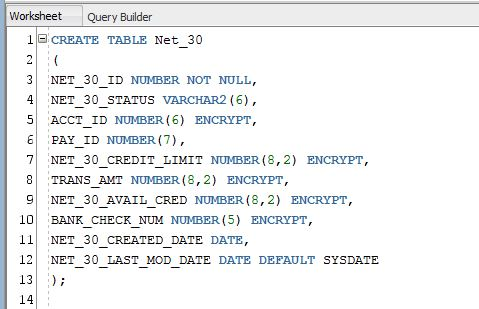 Worksheet Query Builder
1 CREATE TABLE Net_30
2 (
3 NET_30_ID NUMBER NOT NULL,
4 NET_30_STATUS VARCHAR2(6),
5 ACCT_ID NUMBER(6) ENCRYPT,
6 PAY_ID NUMBER(7),
7 NET_30_CREDIT_LIMIT NUMBER(8,2) ENCRYPT,
8 TRANS_AMT NUMBER(8,2) ENCRYPT,
9 NET_30_AVAIL_CRED NUMBER(8,2) ENCRYPT,
10 BANK_CHECK_NUM NUMBER(5) ENCRYPT,
11 NET_30_CREATED_DATE DATE,
12 NET_30_LAST_MOD_DATE DATE DEFAULT SYSDATE
13 );
14